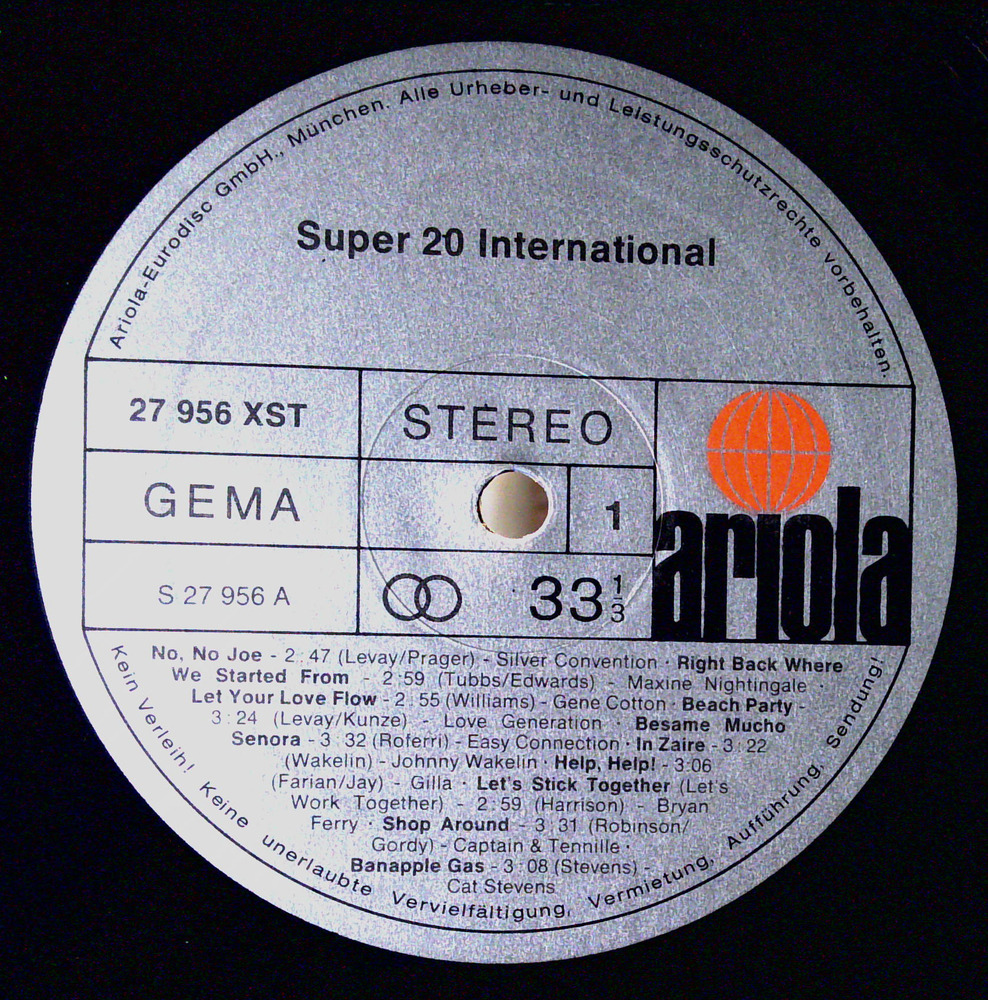 Ariola-Eurodisc GmbH., München. Alle Urheber- und Leistungsschutzrechte vorbehalten.
Super 20 International
27 956 XST
STEREO
GEMA
1
S 27 956 A
33 1/3
ariola
No, No Joe - 2:47 (Levay/Prager) - Silver Convention · Right Back Where
We Started From - 2:59 (Tubbs/Edwards) - Maxine Nightingale ·
Let Your Love Flow - 2:55 (Williams) - Gene Cotton · Beach Party -
3:24 (Levay/Kunze) - Love Generation · Besame Mucho
Senora - 3:32 (Roferri) - Easy Connection · In Zaire - 3:22
(Wakelin) - Johnny Wakelin · Help, Help! - 3:06
(Farian/Jay) - Gilla · Let's Stick Together (Let's
Work Together) - 2:59 (Harrison) - Bryan
Ferry · Shop Around - 3:31 (Robinson/
Gordy) - Captain & Tennille ·
Banapple Gas - 3:08 (Stevens) -
Cat Stevens
Kein Verleih! Keine unerlaubte Vervielfältigung, Vermietung, Aufführung, Sendung!